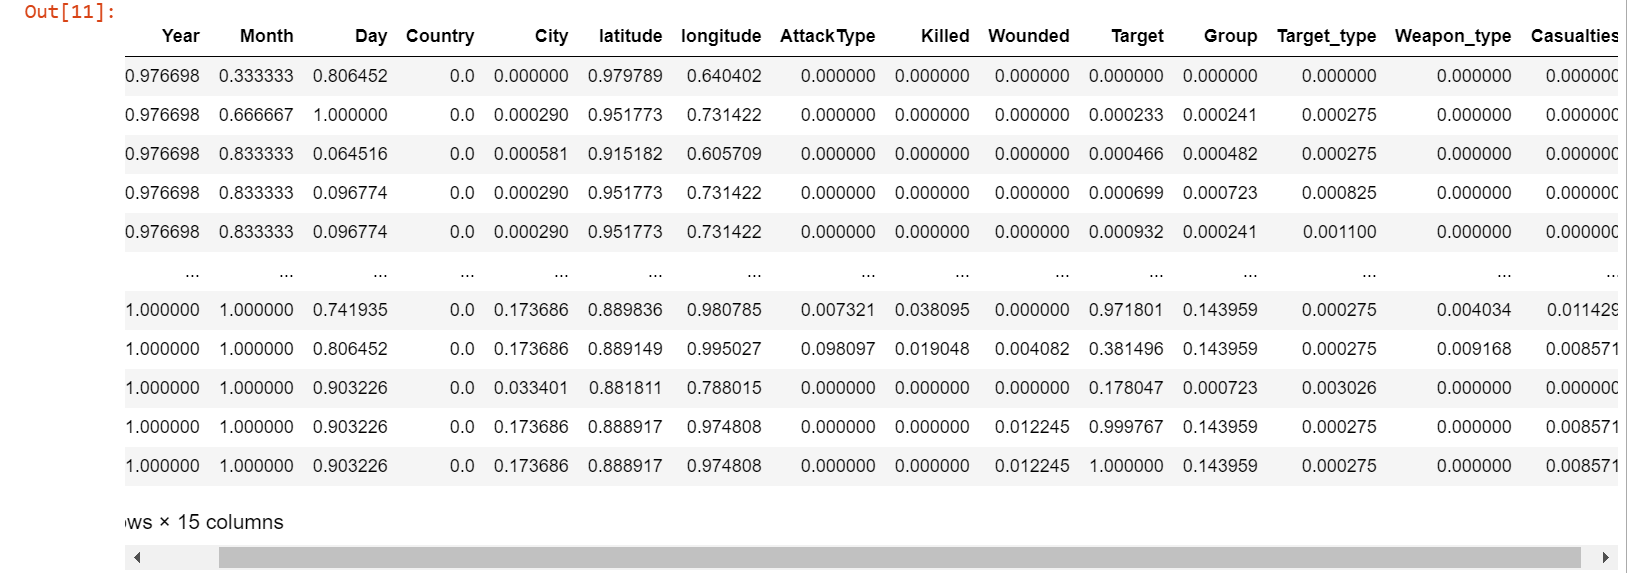 Out[11]:
Year Month Day Country City latitude longitude AttackType Killed Wounded Target Group Target_type Weapon_type Casualties
0.976698 0.333333 0.806452 0.0 0.000000 0.979789 0.640402 0.000000 0.000000 0.000000 0.000000 0.000000 0.000000 0.000000 0.000000
0.976698 0.666667 1.000000 0.0 0.000290 0.951773 0.731422 0.000000 0.000000 0.000000 0.000233 0.000241 0.000275 0.000000 0.000000
0.976698 0.833333 0.064516 0.0 0.000581 0.915182 0.605709 0.000000 0.000000 0.000000 0.000466 0.000482 0.000275 0.000000 0.000000
0.976698 0.833333 0.096774 0.0 0.000290 0.951773 0.731422 0.000000 0.000000 0.000000 0.000699 0.000723 0.000825 0.000000 0.000000
0.976698 0.833333 0.096774 0.0 0.000290 0.951773 0.731422 0.000000 0.000000 0.000000 0.000932 0.000241 0.001100 0.000000 0.000000
... ... ... ... ... ... ... ... ... ... ... ... ... ... ...
1.000000 1.000000 0.741935 0.0 0.173686 0.889836 0.980785 0.007321 0.038095 0.000000 0.971801 0.143959 0.000275 0.004034 0.011429
1.000000 1.000000 0.806452 0.0 0.173686 0.889149 0.995027 0.098097 0.019048 0.004082 0.381496 0.143959 0.000275 0.009168 0.008571
1.000000 1.000000 0.903226 0.0 0.033401 0.881811 0.788015 0.000000 0.000000 0.000000 0.178047 0.000723 0.003026 0.000000 0.000000
1.000000 1.000000 0.903226 0.0 0.173686 0.888917 0.974808 0.000000 0.000000 0.012245 0.999767 0.143959 0.000275 0.000000 0.008571
1.000000 1.000000 0.903226 0.0 0.173686 0.888917 0.974808 0.000000 0.000000 0.012245 1.000000 0.143959 0.000275 0.000000 0.008571
ows × 15 columns